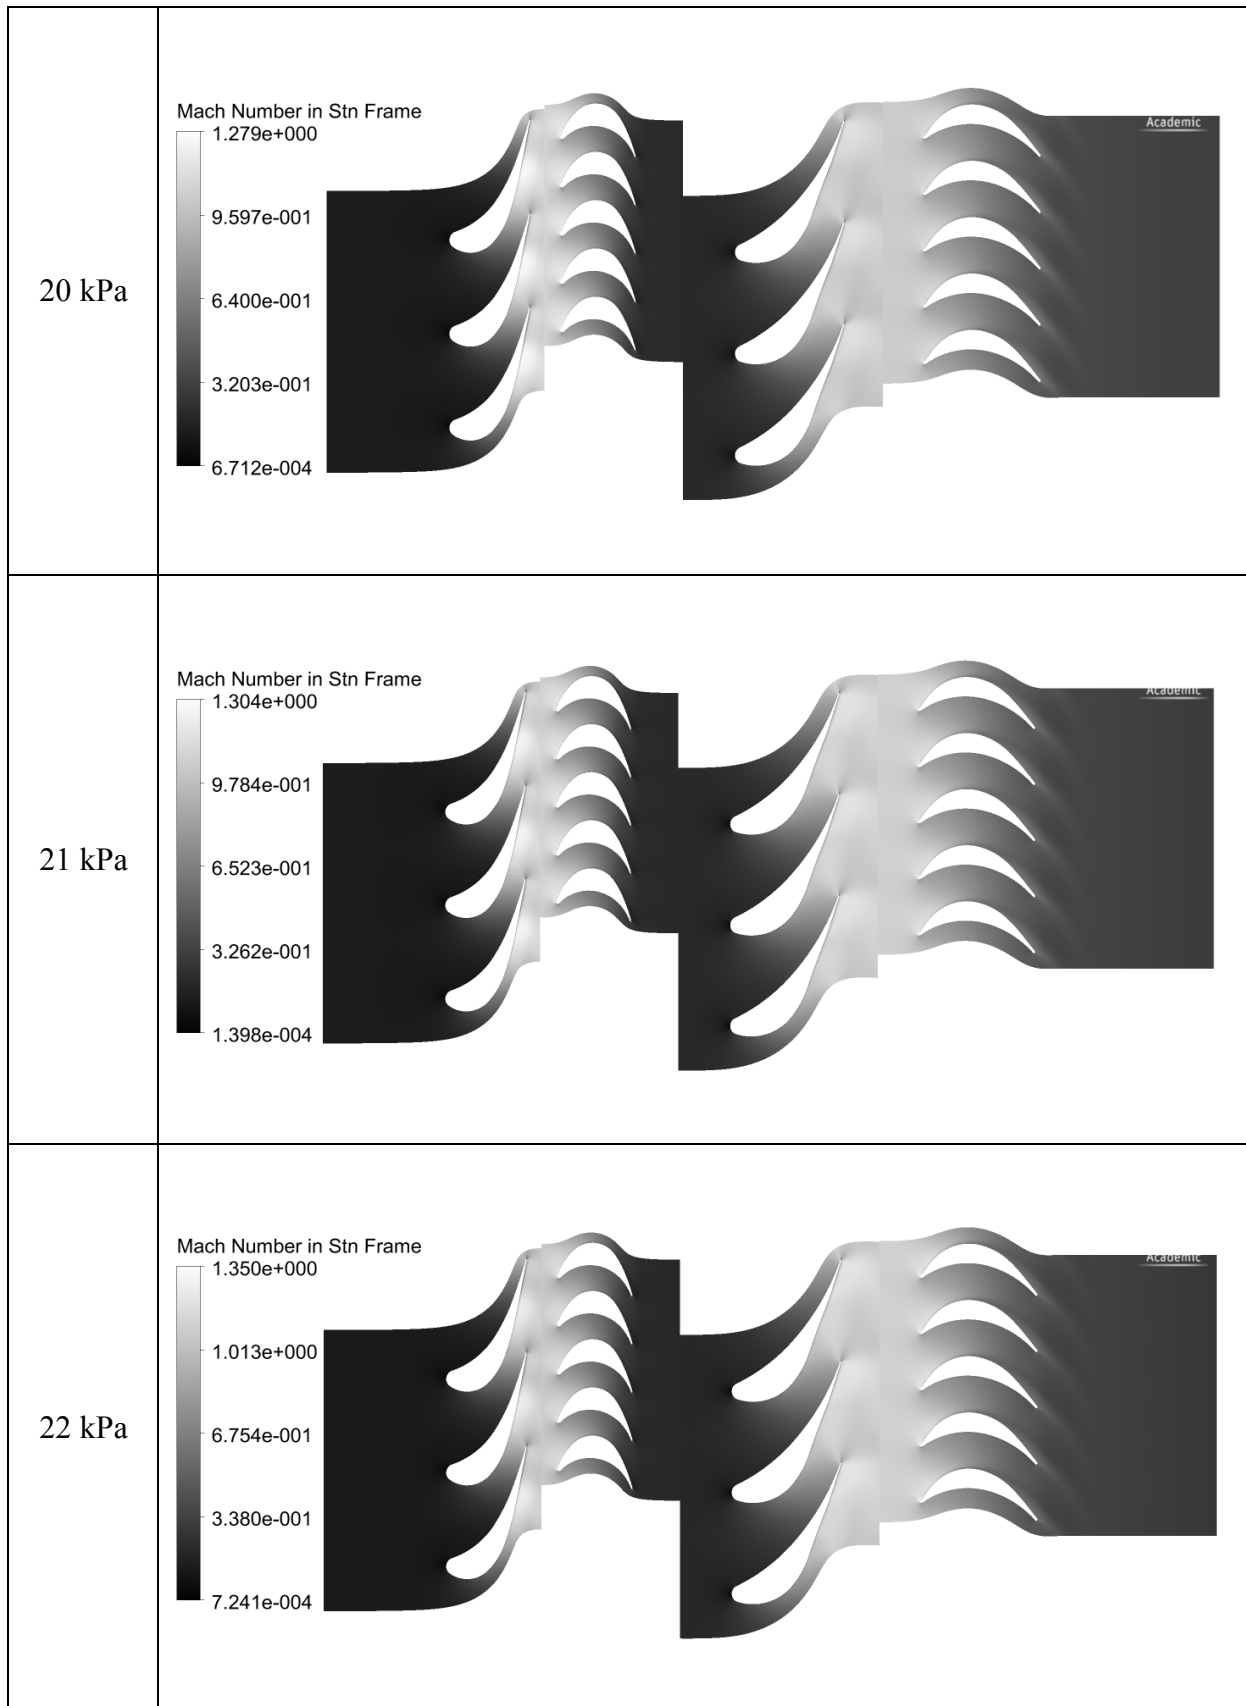 20 kPa
Mach Number in Stn Frame
1.279e+000
9.597e-001
6.400e-001
3.203e-001
6.712e-004
Academic
21 kPa
Mach Number in Stn Frame
1.304e+000
9.784e-001
6.523e-001
3.262e-001
1.398e-004
Academic
22 kPa
Mach Number in Stn Frame
1.350e+000
1.013e+000
6.754e-001
3.380e-001
7.241e-004
Academic